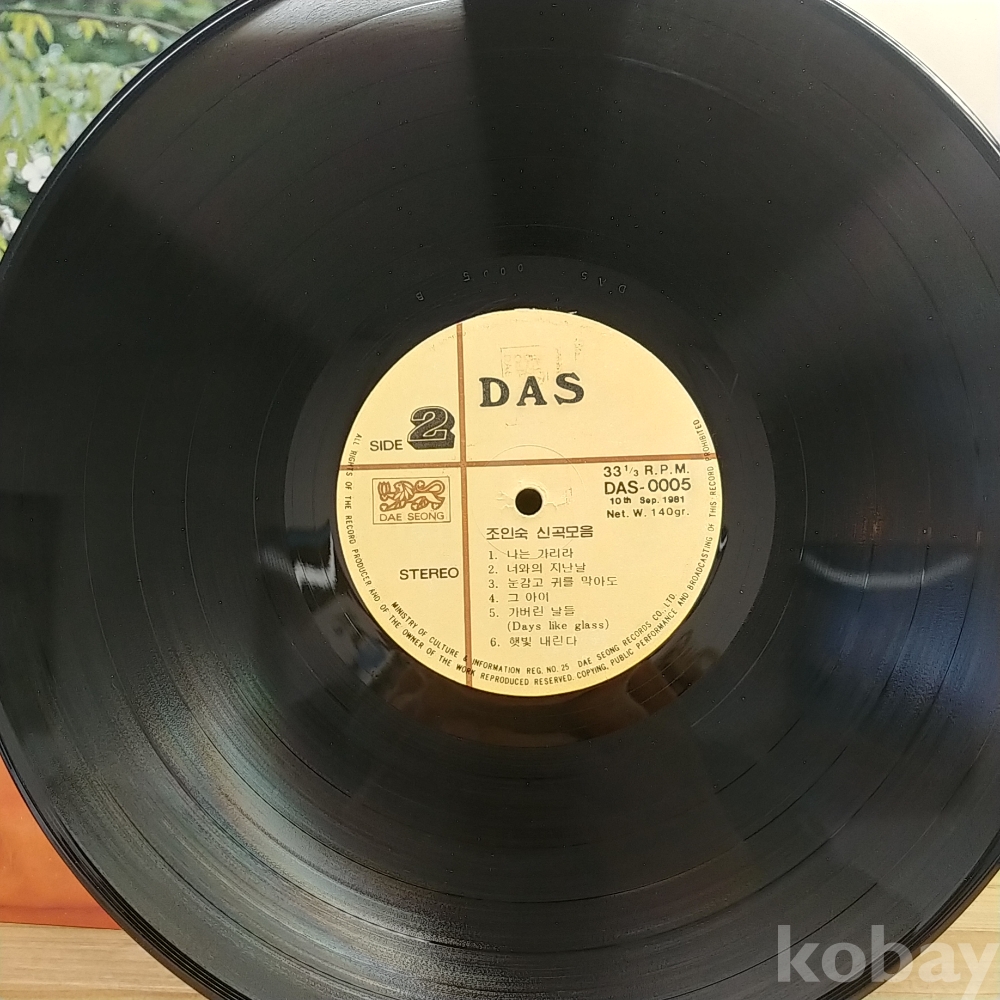 DAS 0005 B
DAS
SIDE 2
33 1/3 R.P.M.
DAS-0005
10th Sep. 1981
Net. W. 140gr.
DAE SEONG
STEREO
조인숙 신곡모음
1. 나는 가리라
2. 너와의 지난날
3. 눈감고 귀를 막아도
4. 그 아이
5. 가버린 날들
(Days like glass)
6. 햇빛 내린다
MINISTRY OF CULTURE & INFORMATION REG. NO. 25 DAE SEONG RECORDS CO., LTD.
ALL RIGHTS OF THE RECORD PRODUCER AND OF THE OWNER OF THE WORK REPRODUCED RESERVED. COPYING, PUBLIC PERFORMANCE AND BROADCASTING OF THIS RECORD PROHIBITED
kobay